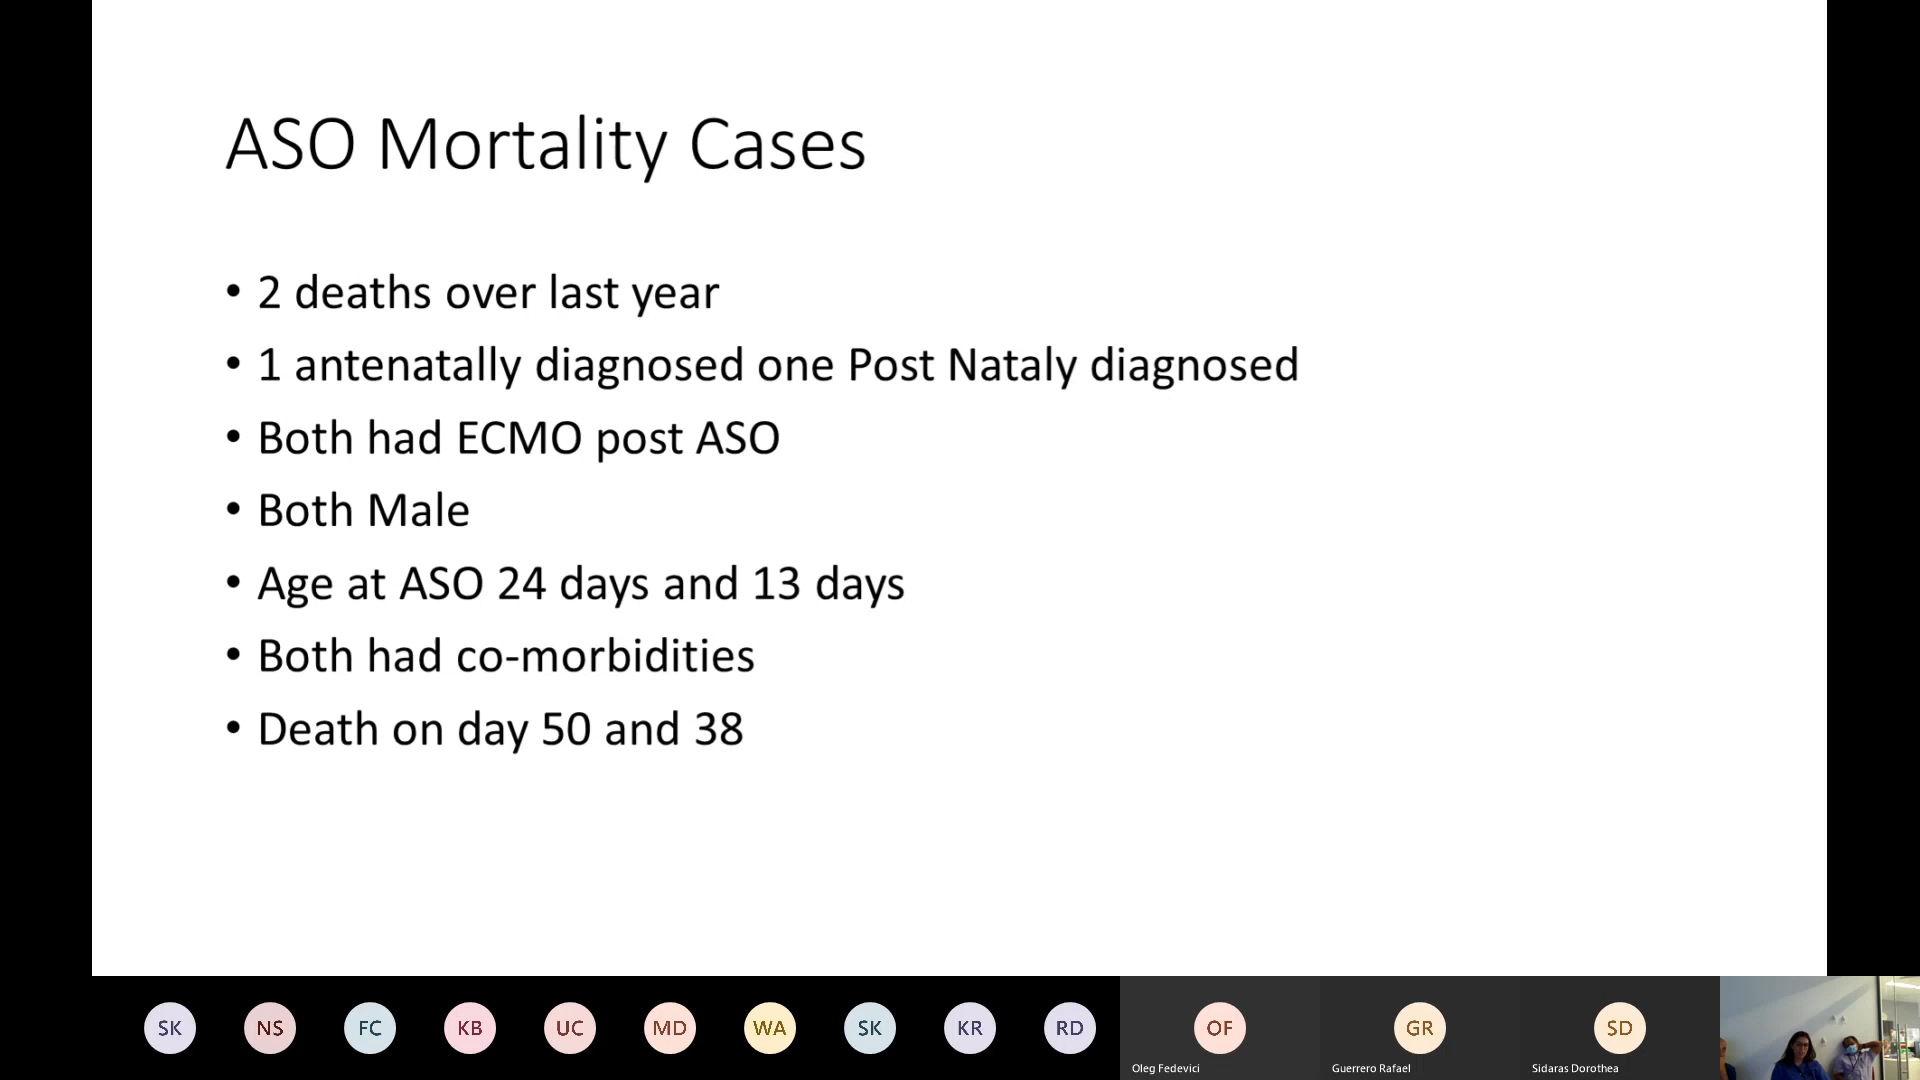 ASO Mortality Cases
• 2 deaths over last year
• 1 antenatally diagnosed one Post Nataly diagnosed
• Both had ECMO post ASO
• Both Male
• Age at ASO 24 days and 13 days
• Both had co-morbidities
• Death on day 50 and 38
SK NS FC KB UC MD WA SK KR RD OF GR SD
Oleg Fedevici Guerrero Rafael Sidaras Dorothea